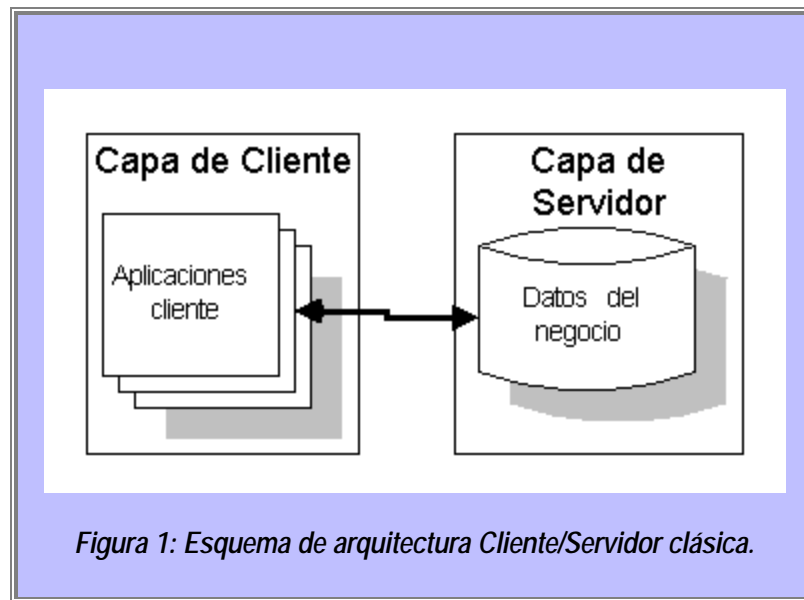 Capa de Cliente
Aplicaciones
cliente
Capa de
Servidor
Datos del
negocio
Figura 1: Esquema de arquitectura Cliente/Servidor clásica.